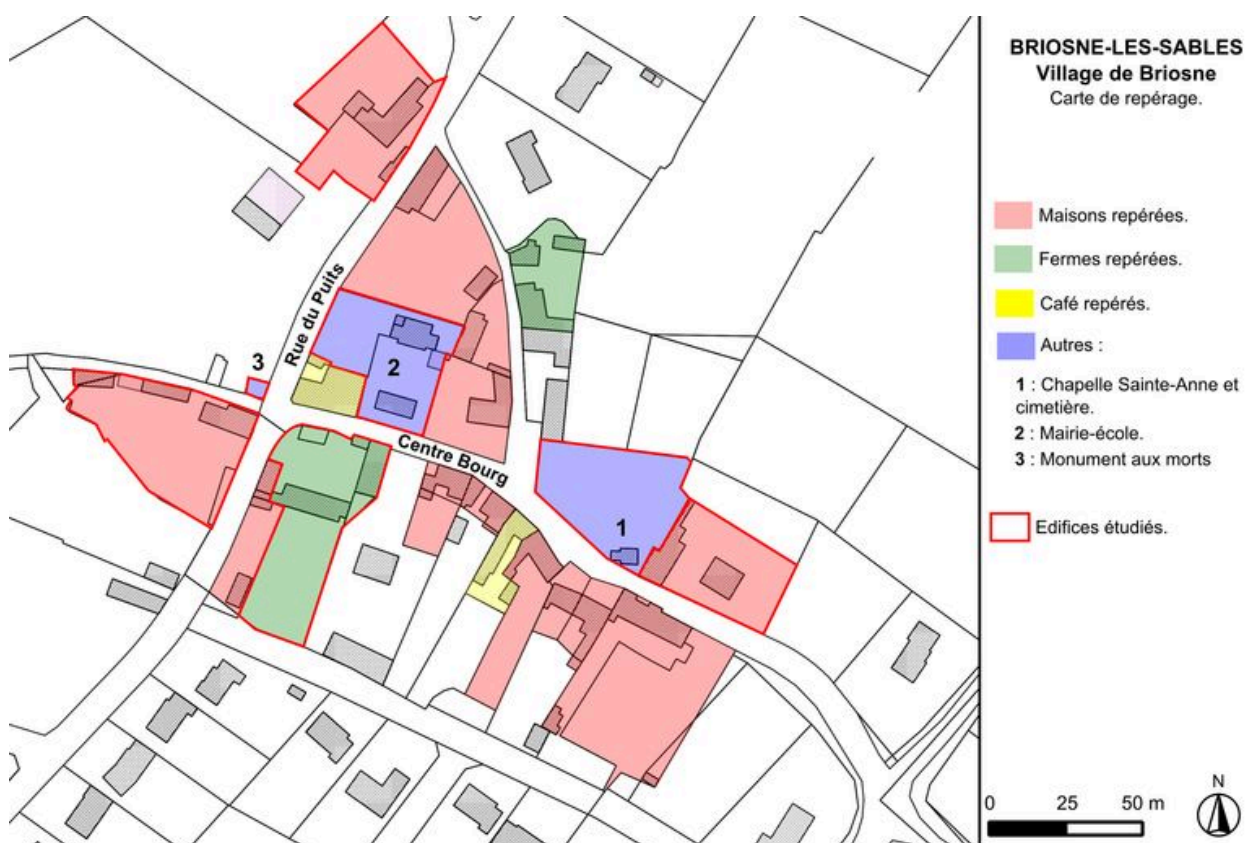 BRIOSNE-LES-SABLES
Village de Briosne
Carte de repérage.
Maisons repérées.
Fermes repérées.
Café repérés.
Autres :
1 : Chapelle Sainte-Anne et
cimetière.
2 : Mairie-école.
3 : Monument aux morts
Edifices étudiés.
Rue du Puits
3
2
Centre Bourg
1
N
0 25 50 m